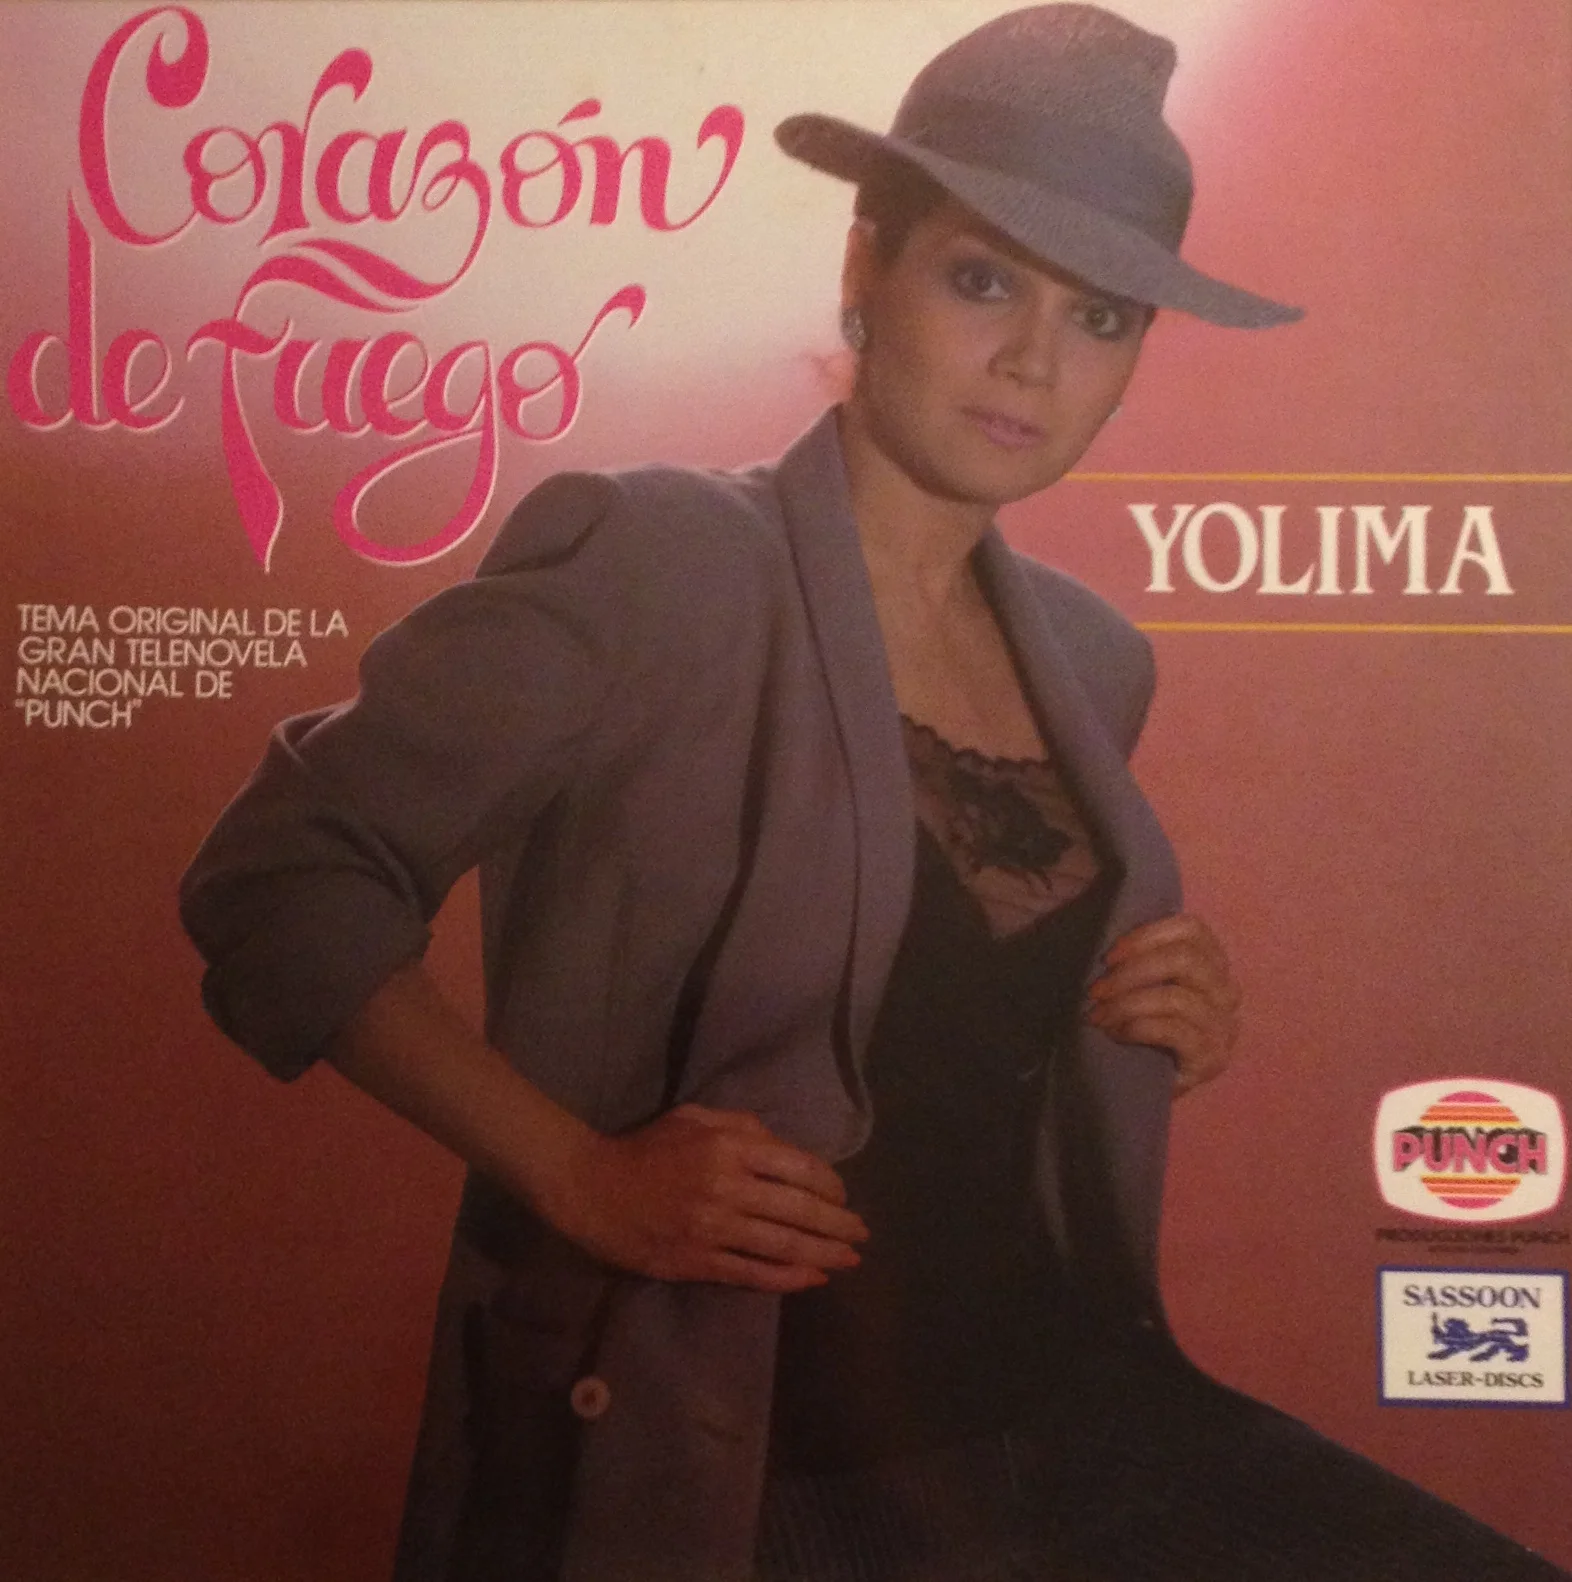 Corazón
de Fuego
TEMA ORIGINAL DE LA
GRAN TELENOVELA
NACIONAL DE
"PUNCH"
YOLIMA
PUNCH
PRODUCCIONES PUNCH
SASSOON
LASER-DISCS